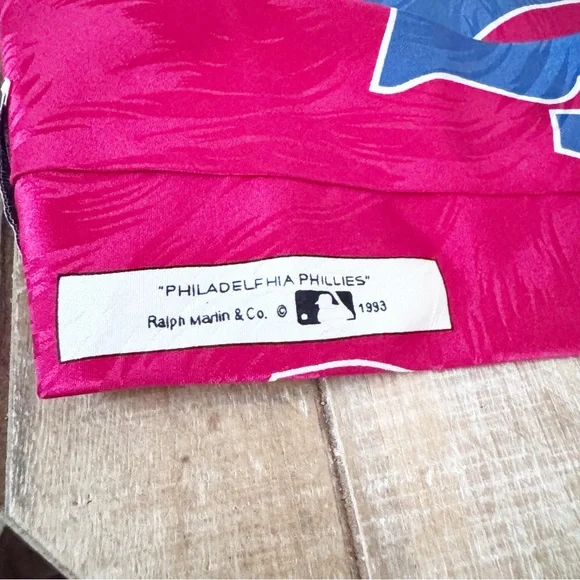 "PHILADELFHIA PHILLIES"
Ralph Marlin & Co. © 1993